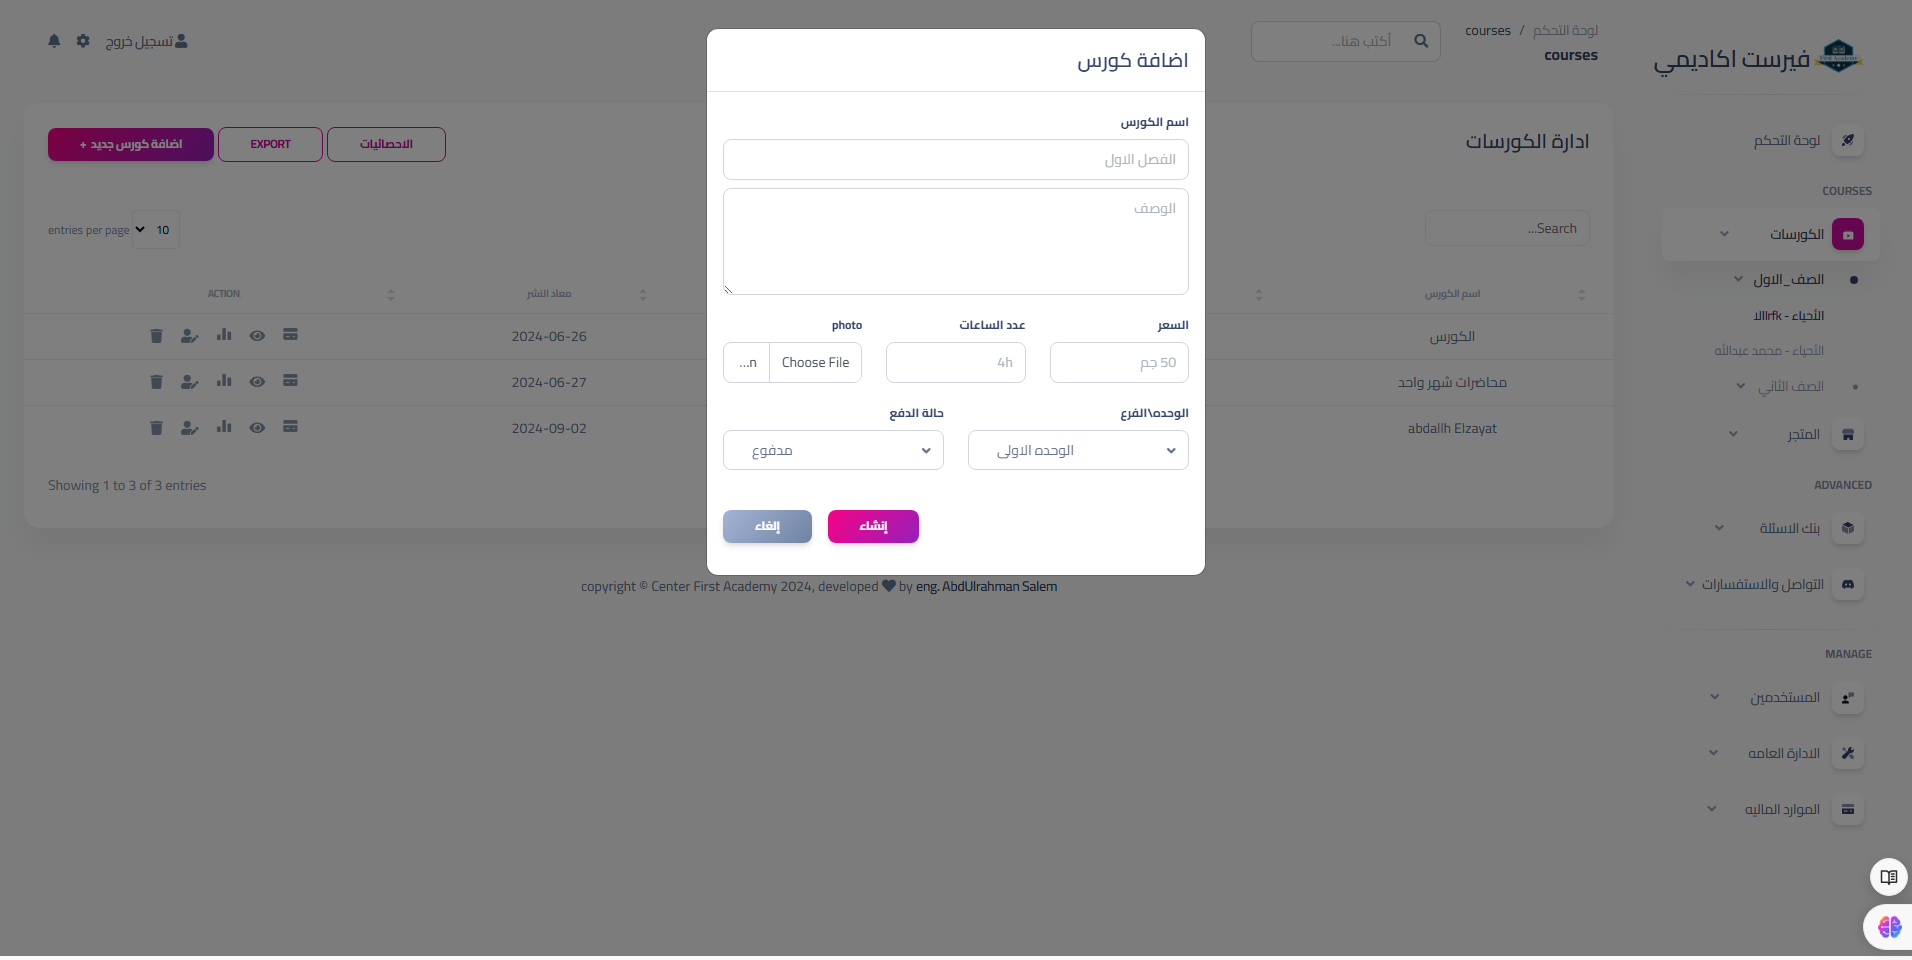 فيرست اكاديمي
First Academy
لوحة التحكم / courses
courses
أكتب هنا...
تسجيل خروج
لوحة التحكم
COURSES
الكورسات
الصف_الاول
الأحياء - الااrfk
الأحياء - محمد عبدالله
الصف الثاني
المتجر
ADVANCED
بنك الاسئلة
التواصل والاستفسارات
MANAGE
المستخدمين
الادارة العامه
الموارد الماليه
ادارة الكورسات
الاحصائيات
EXPORT
اضافة كورس جديد +
Search...
10 entries per page
اسم الكورس
معاد النشر
ACTION
الكورس
2024-06-26
محاضرات شهر واحد
2024-06-27
abdallh Elzayat
2024-09-02
Showing 1 to 3 of 3 entries
اضافة كورس
اسم الكورس
الفصل الاول
الوصف
السعر
عدد الساعات
photo
50 جم
4h
Choose File
n...
الوحده\الفرع
حالة الدفع
الوحده الاولى
مدفوع
إنشاء
إلغاء
copyright © Center First Academy 2024, developed by eng. AbdUlrahman Salem